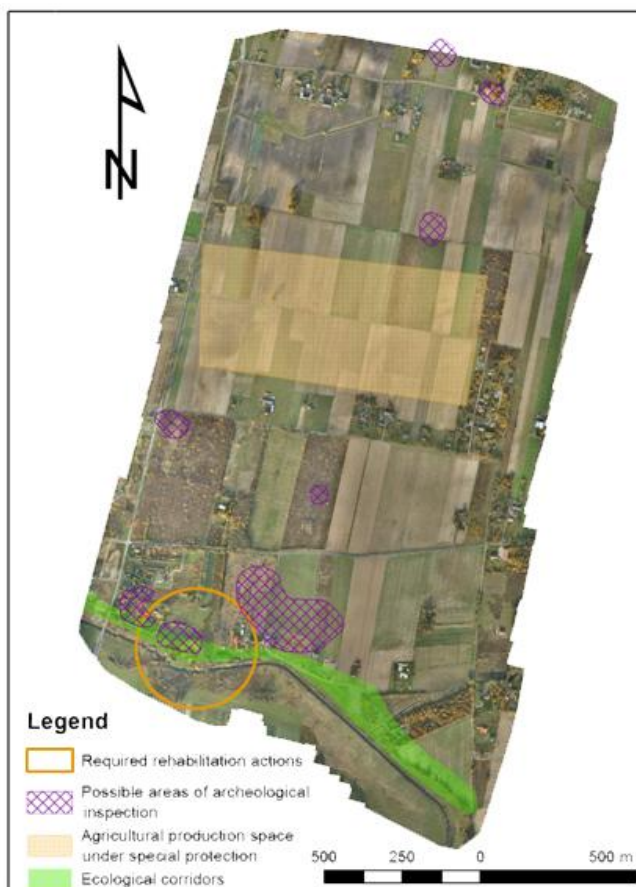 N
Legend
Required rehabilitation actions
Possible areas of archeological
inspection
Agricultural production space
under special protection
Ecological corridors
500 250 0 500 m